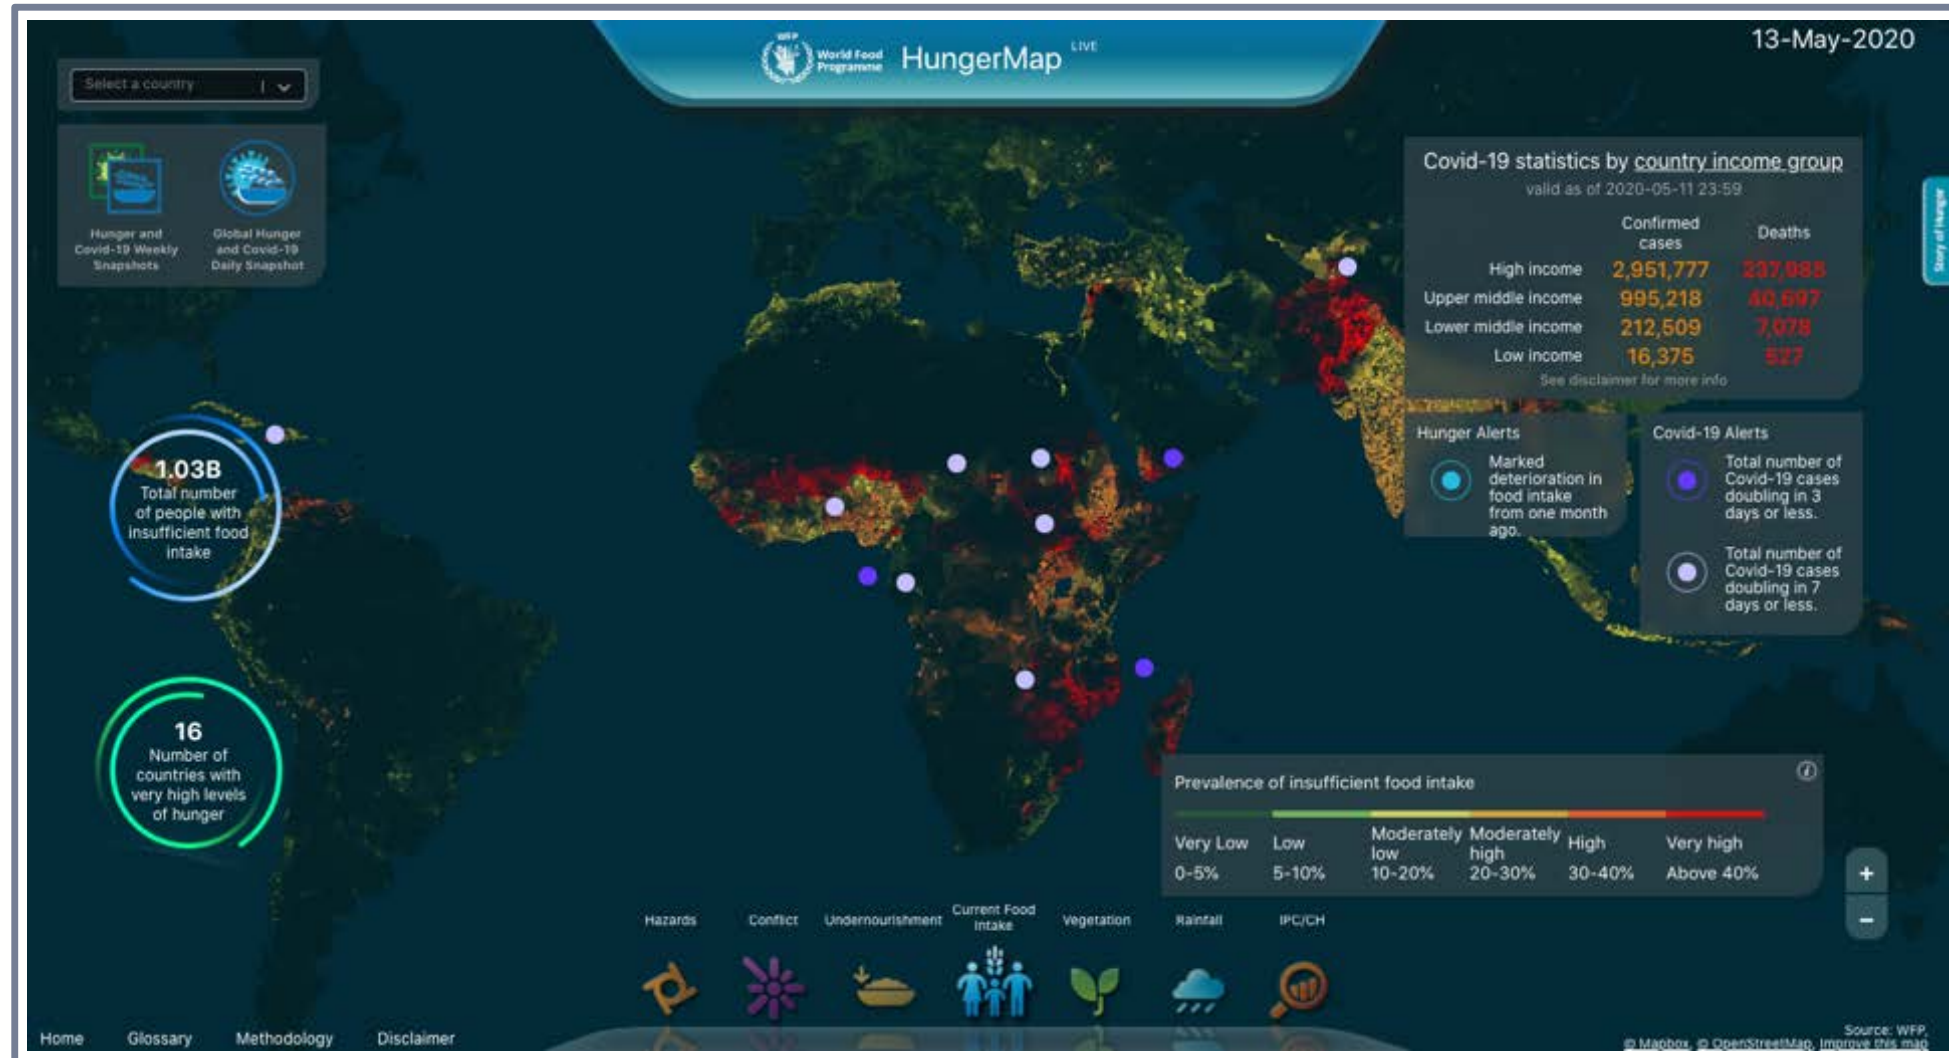 WFP
World Food
Programme
HungerMap LIVE
13-May-2020
Select a country
Hunger and
Covid-19 Weekly
Snapshots
Global Hunger
and Covid-19
Daily Snapshot
Covid-19 statistics by country income group
valid as of 2020-05-11 23:59
Confirmed
cases
Deaths
High income 2,951,777 237,985
Upper middle income 995,218 40,697
Lower middle income 212,509 7,078
Low income 16,375 527
See disclaimer for more info
Story of Hunger
Hunger Alerts
Marked
deterioration in
food intake
from one month
ago.
Covid-19 Alerts
Total number of
Covid-19 cases
doubling in 3
days or less.
Total number of
Covid-19 cases
doubling in 7
days or less.
1.03B
Total number
of people with
insufficient food
intake
16
Number of
countries with
very high levels
of hunger
Prevalence of insufficient food intake
Very Low
0-5%
Low
5-10%
Moderately
low
10-20%
Moderately
high
20-30%
High
30-40%
Very high
Above 40%
+
−
Hazards
Conflict
Undernourishment
Current Food
Intake
Vegetation
Rainfall
IPC/CH
Home Glossary Methodology Disclaimer
Source: WFP,
© Mapbox, © OpenStreetMap, Improve this map